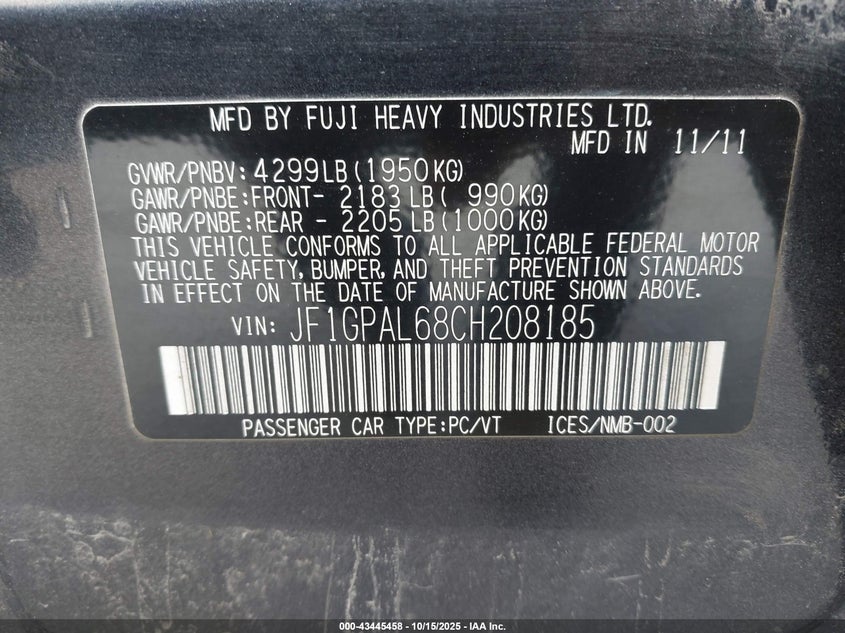 MFD BY FUJI HEAVY INDUSTRIES LTD.
MFD IN 11/11
GVWR/PNBV: 4299LB(1950KG)
GAWR/PNBE:FRONT- 2183LB( 990KG)
GAWR/PNBE:REAR - 2205LB(1000KG)
THIS VEHICLE CONFORMS TO ALL APPLICABLE FEDERAL MOTOR
VEHICLE SAFETY, BUMPER, AND THEFT PREVENTION STANDARDS
IN EFFECT ON THE DATE OF MANUFACTURE SHOWN ABOVE.
VIN: JF1GPAL68CH208185
PASSENGER CAR TYPE:PC/VT ICES/NMB-002
000-43445458 - 10/15/2025 - IAA Inc.